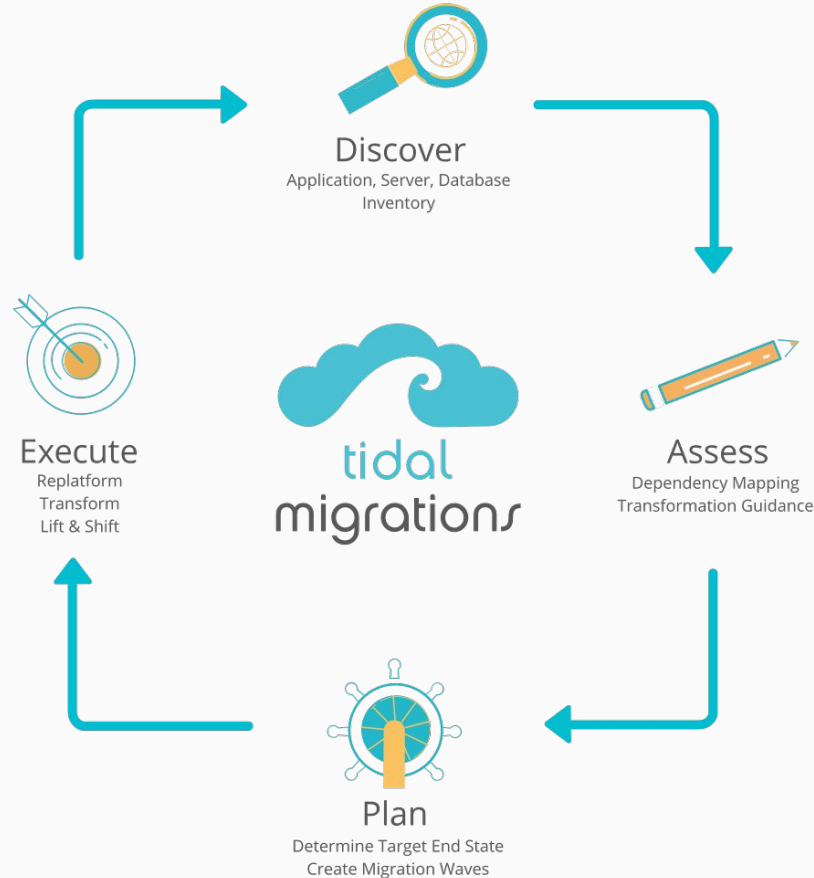 Discover
Application, Server, Database
Inventory
Execute
Replatform
Transform
Lift & Shift
tidal
migrations
Assess
Dependency Mapping
Transformation Guidance
Plan
Determine Target End State
Create Migration Waves